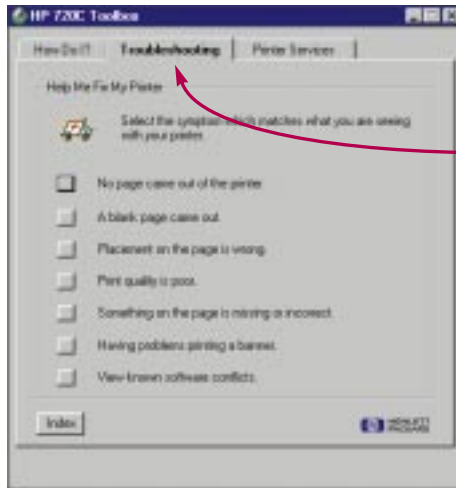 HP 720C Toolbox
How Do I? Troubleshooting Printer Services
Help Me Fix My Printer
Select the symptom which matches what you are seeing
with your printer.
No page came out of the printer
A blank page came out
Placement on the page is wrong.
Print quality is poor.
Something on the page is missing or incorrect.
Having problems printing a banner.
View known software conflicts.
Index
HEWLETT
PACKARD